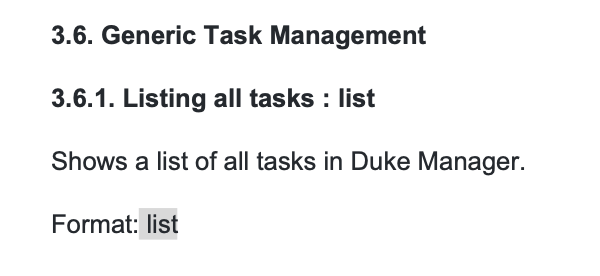 3.6. Generic Task Management
3.6.1. Listing all tasks : list
Shows a list of all tasks in Duke Manager.
Format: list